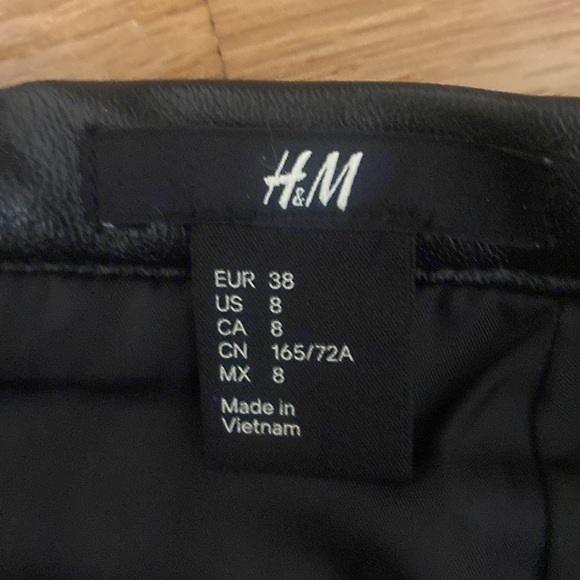 H&M
EUR 38
US 8
CA 8
CN 165/72A
MX 8
Made in
Vietnam